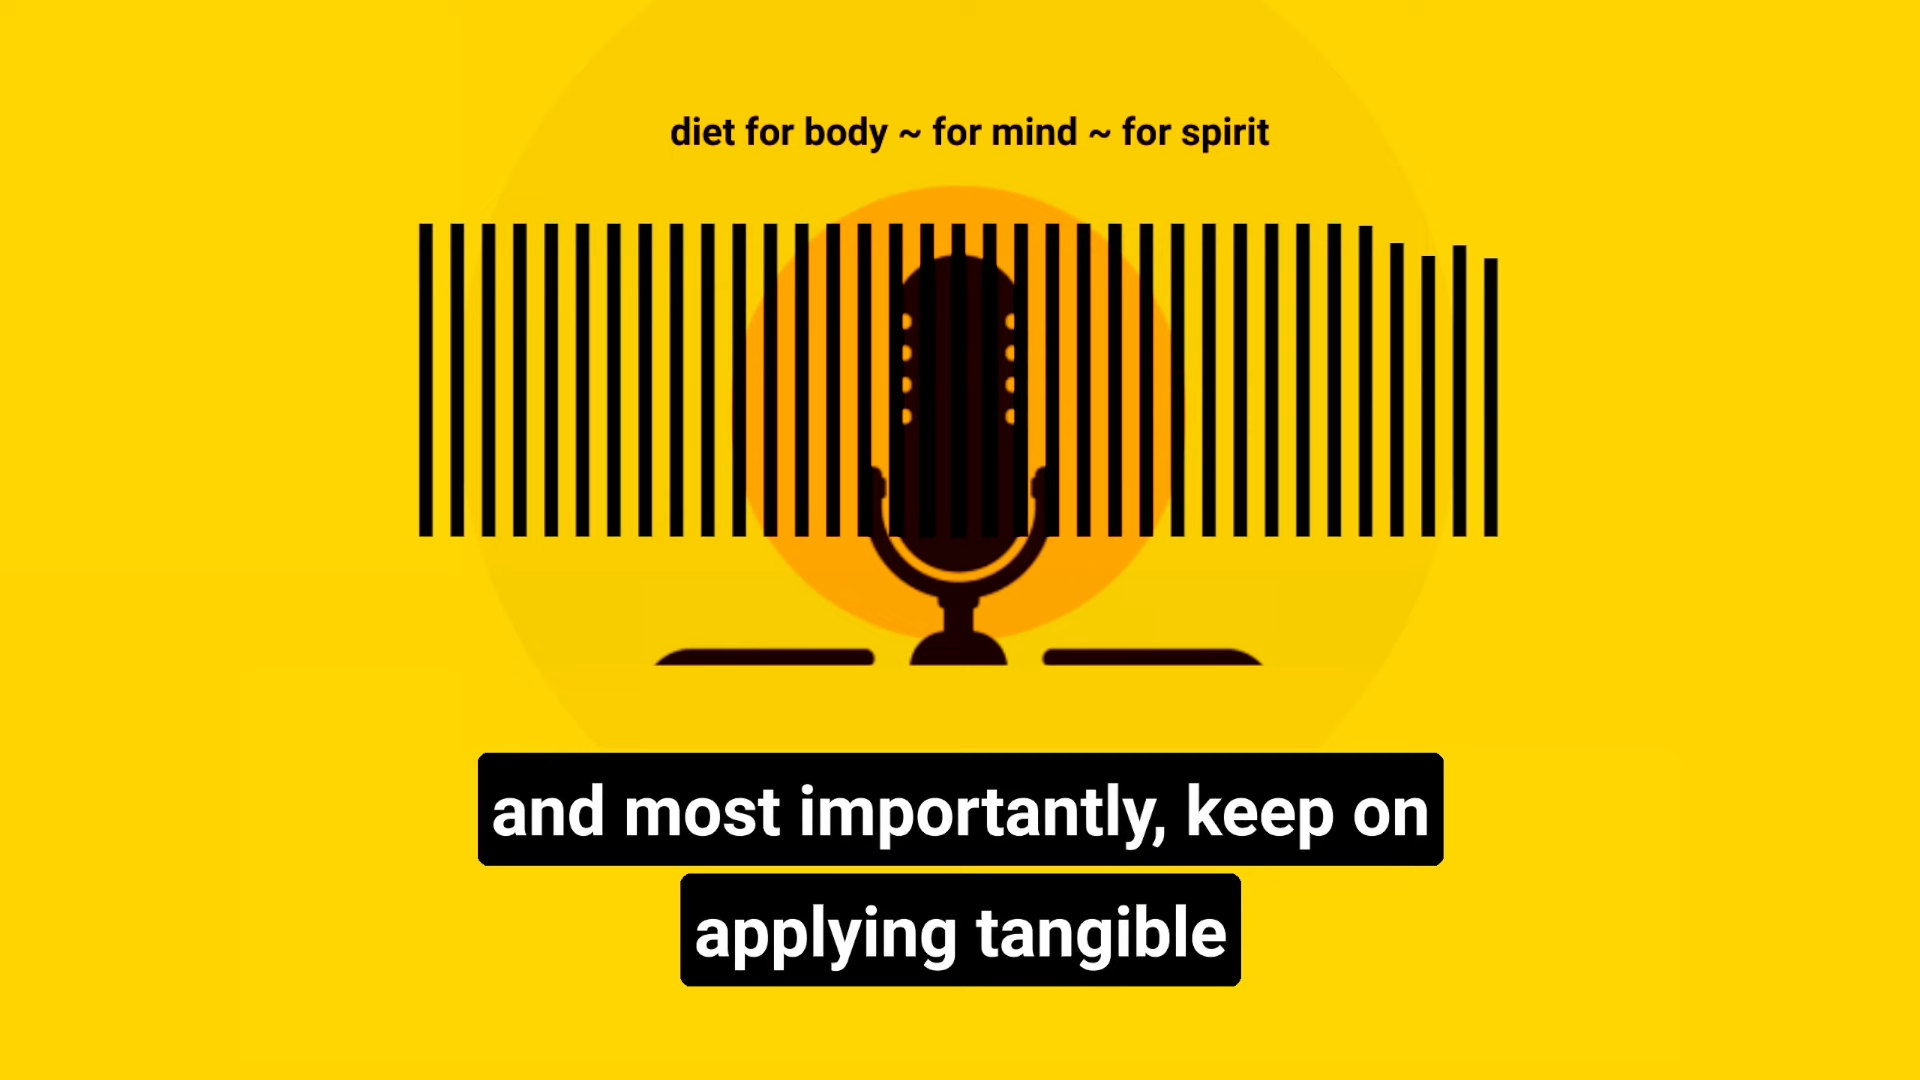 diet for body ~ for mind ~ for spirit
and most importantly, keep on
applying tangible